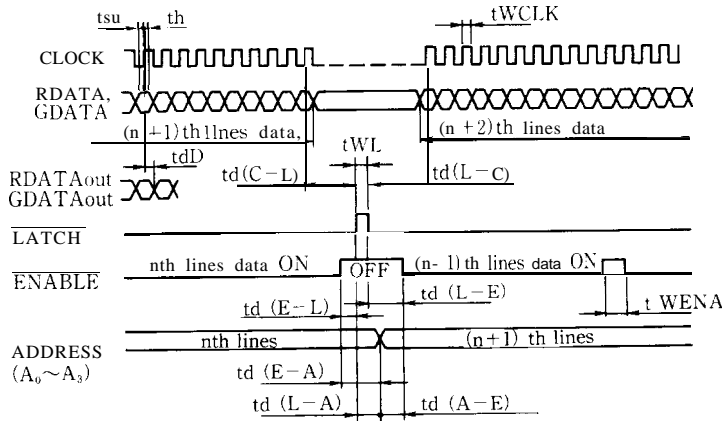 tsu th
tWCLK
CLOCK
RDATA,
GDATA
(n +1)th lines data,
(n +2)th lines data
tWL
tdD
RDATAout
GDATAout
td(C-L)
td(L-C)
LATCH
nth lines data ON
OFF
(n-1)th lines data ON
ENABLE
td (E-L)
td (L-E)
t WENA
ADDRESS
(A₀~A₃)
nth lines
(n+1) th lines
td (E-A)
td (L-A)
td (A-E)